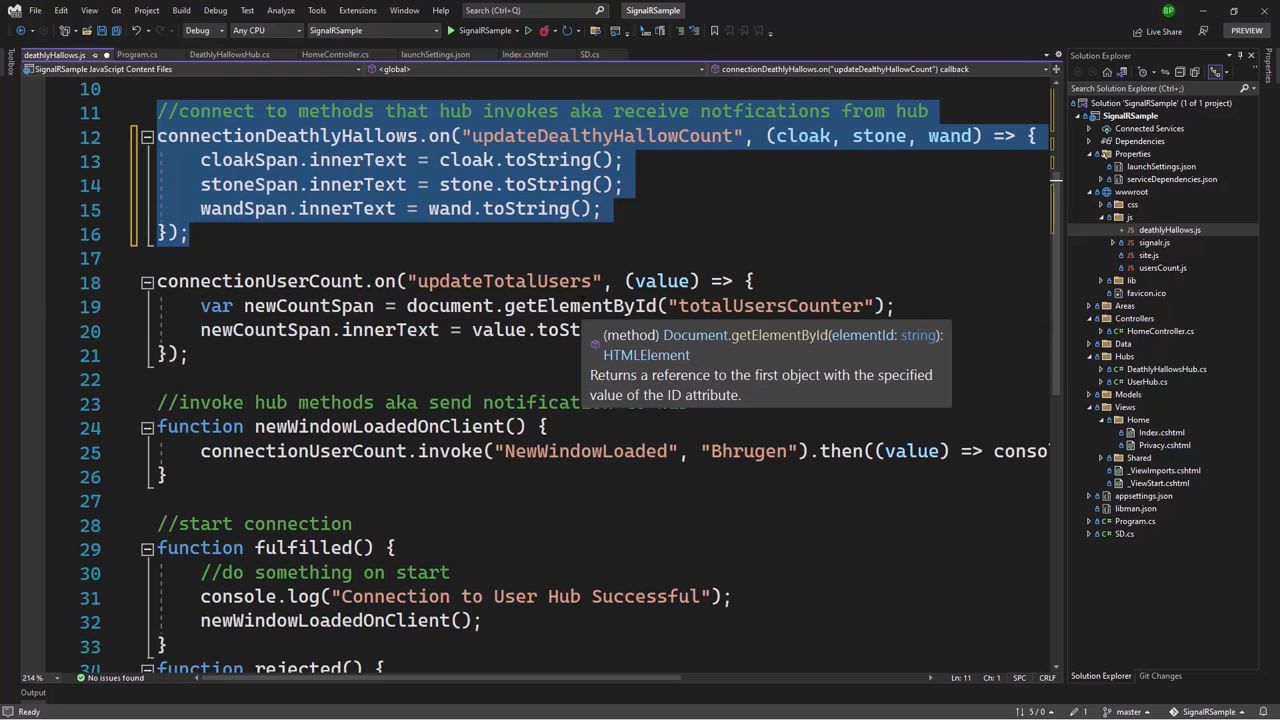 File Edit View Git Project Build Debug Test Analyze Tools Extensions Window Help Search (Ctrl+Q) SignalRSample BP
Debug Any CPU SignalRSample SignalRSample Live Share PREVIEW
deathlyHallows.js Program.cs DeathlyHallowsHub.cs HomeController.cs launchSettings.json Index.cshtml SD.cs
SignalRSample JavaScript Content Files <global> connectionDeathlyHallows.on("updateDealthyHallowCount") callback
Toolbox
10
11 //connect to methods that hub invokes aka receive notfications from hub
12 connectionDeathlyHallows.on("updateDealthyHallowCount", (cloak, stone, wand) => {
13 cloakSpan.innerText = cloak.toString();
14 stoneSpan.innerText = stone.toString();
15 wandSpan.innerText = wand.toString();
16 });
17
18 connectionUserCount.on("updateTotalUsers", (value) => {
19 var newCountSpan = document.getElementById("totalUsersCounter");
20 newCountSpan.innerText = value.toSt
21 });
22
(method) Document.getElementById(elementId: string):
HTMLElement
Returns a reference to the first object with the specified
value of the ID attribute.
23 //invoke hub methods aka send notification
24 function newWindowLoadedOnClient() {
25 connectionUserCount.invoke("NewWindowLoaded", "Bhrugen").then((value) => conso
26 }
27
28 //start connection
29 function fulfilled() {
30 //do something on start
31 console.log("Connection to User Hub Successful");
32 newWindowLoadedOnClient();
33 }
34 function rejected() {
214 % No issues found Ln: 11 Ch: 1 SPC CRLF
Output
Ready 5 / 0 1 master SignalRSample
Solution Explorer
Search Solution Explorer (Ctrl+;)
Solution 'SignalRSample' (1 of 1 project)
SignalRSample
Connected Services
Dependencies
Properties
launchSettings.json
serviceDependencies.json
wwwroot
css
js
deathlyHallows.js
signalr.js
site.js
usersCount.js
lib
favicon.ico
Areas
Controllers
HomeController.cs
Data
Hubs
DeathlyHallowsHub.cs
UserHub.cs
Models
Views
Home
Index.cshtml
Privacy.cshtml
Shared
_ViewImports.cshtml
_ViewStart.cshtml
appsettings.json
libman.json
Program.cs
SD.cs
Solution Explorer Git Changes
Properties